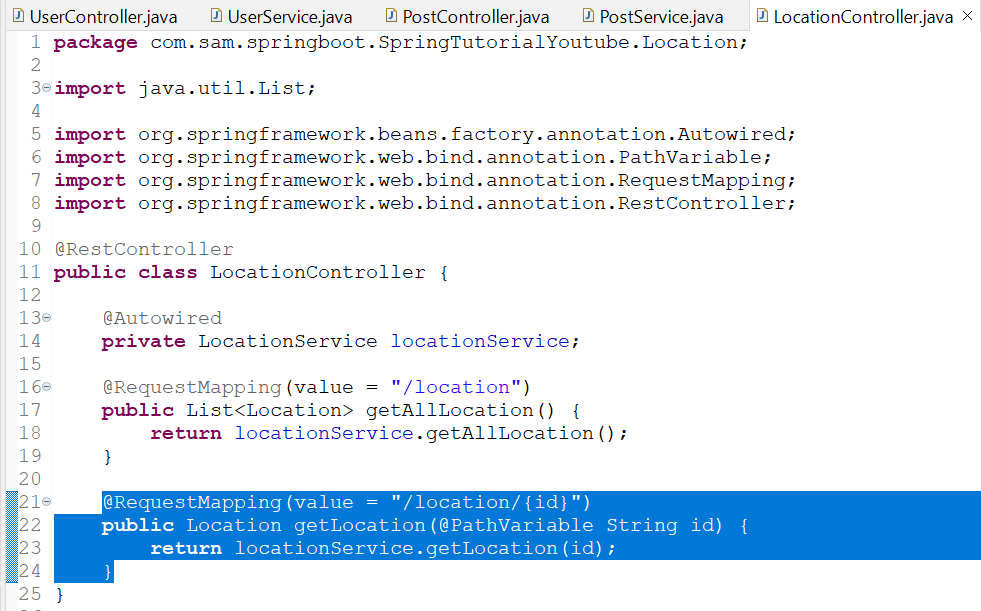 UserController.java UserService.java PostController.java PostService.java LocationController.java
1 package com.sam.springboot.SpringTutorialYoutube.Location;
2
3 import java.util.List;
4
5 import org.springframework.beans.factory.annotation.Autowired;
6 import org.springframework.web.bind.annotation.PathVariable;
7 import org.springframework.web.bind.annotation.RequestMapping;
8 import org.springframework.web.bind.annotation.RestController;
9
10 @RestController
11 public class LocationController {
12
13     @Autowired
14     private LocationService locationService;
15
16     @RequestMapping(value = "/location")
17     public List<Location> getAllLocation() {
18         return locationService.getAllLocation();
19     }
20
21     @RequestMapping(value = "/location/{id}")
22     public Location getLocation(@PathVariable String id) {
23         return locationService.getLocation(id);
24     }
25 }